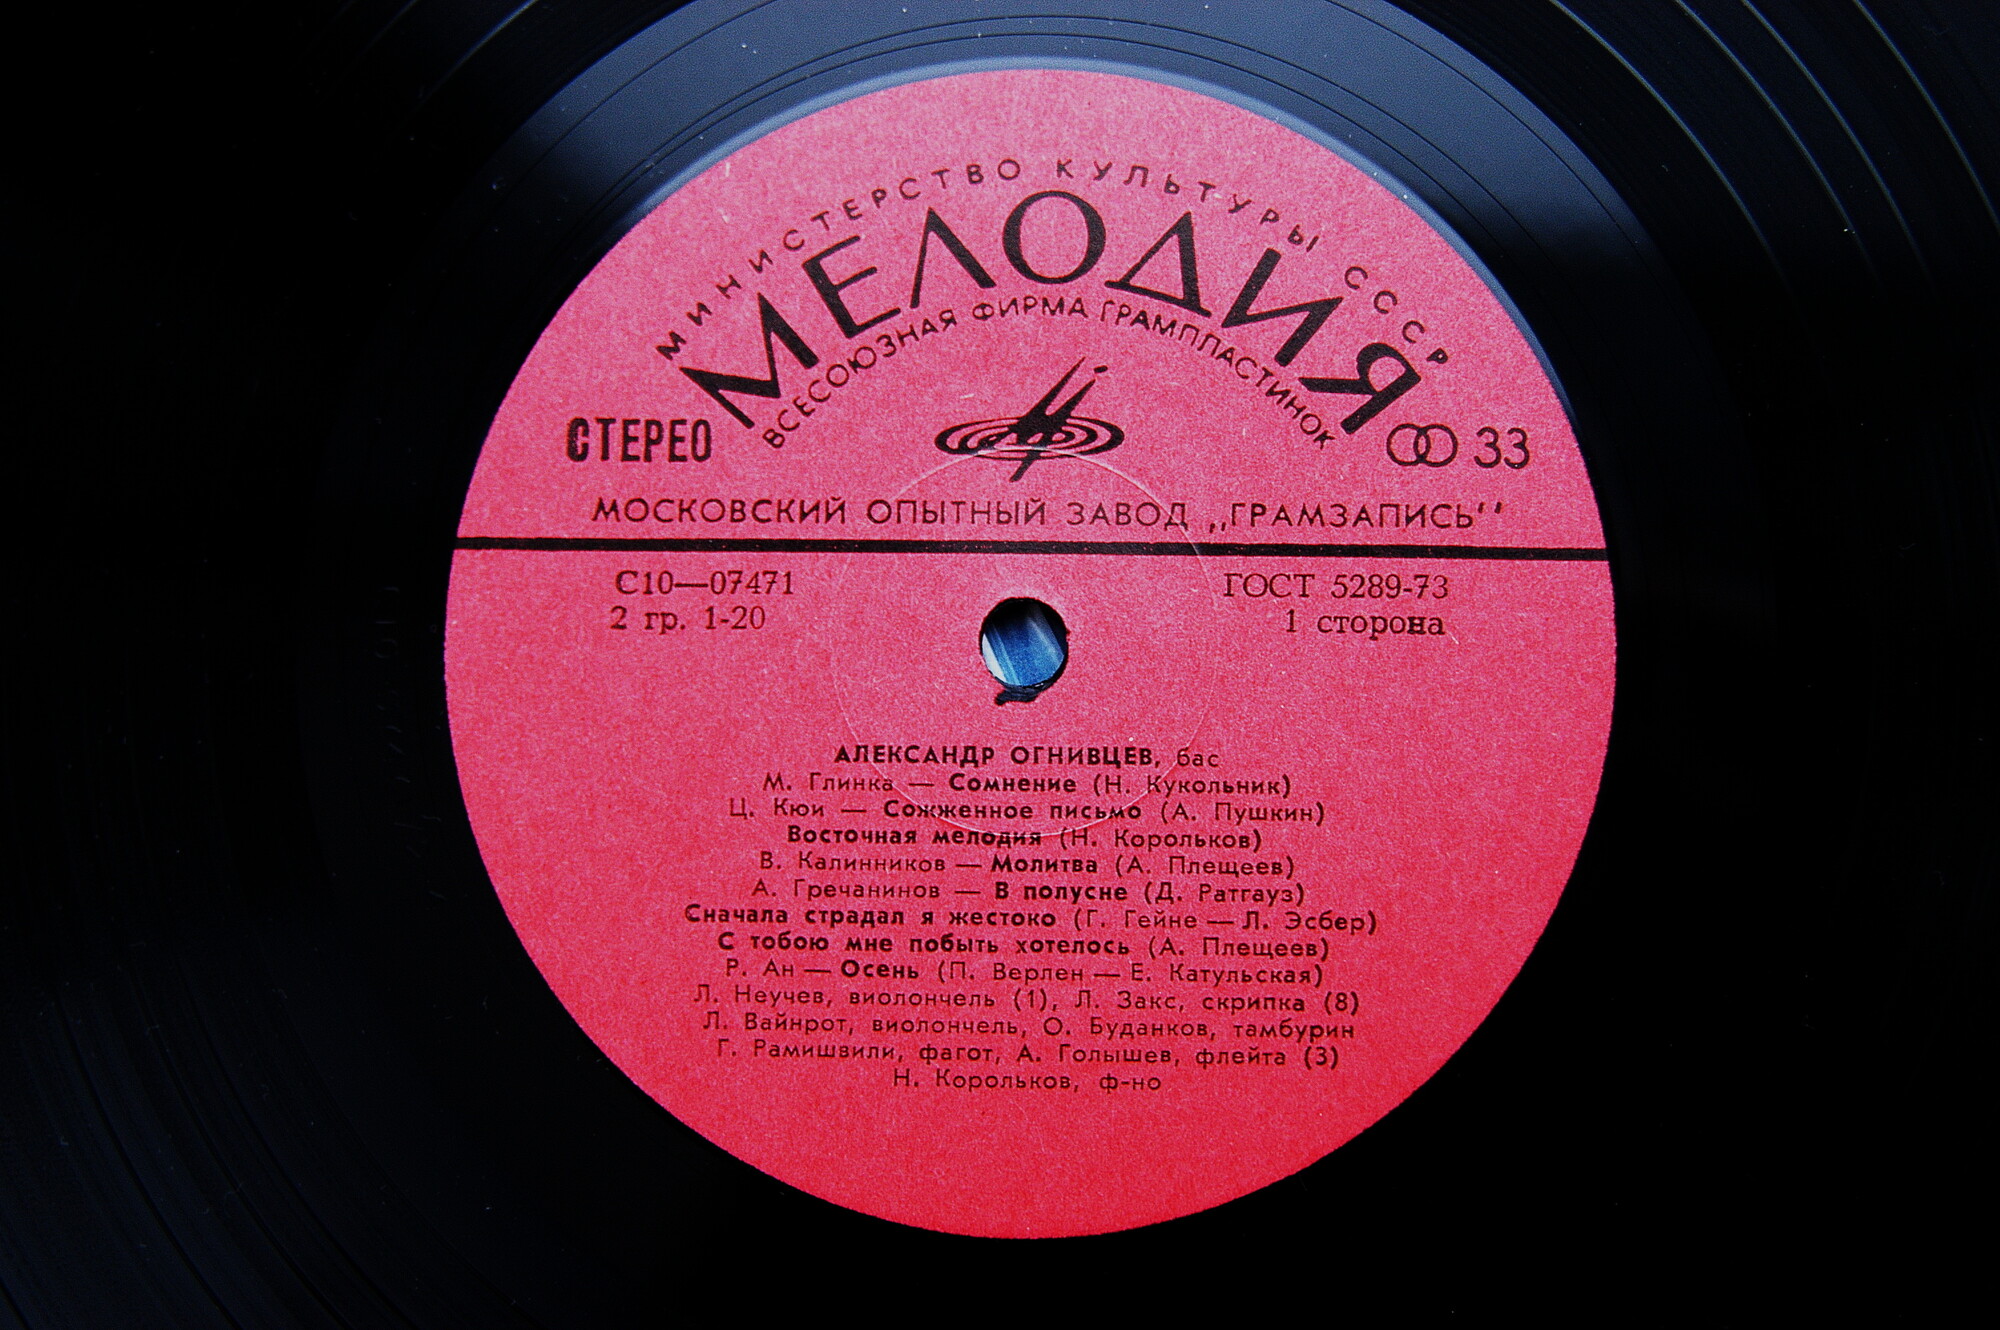 МИНИСТЕРСТВО КУЛЬТУРЫ СССР
МЕЛОДИЯ
ВСЕСОЮЗНАЯ ФИРМА ГРАМПЛАСТИНОК
СТЕРЕО
33
МОСКОВСКИЙ ОПЫТНЫЙ ЗАВОД „ГРАМЗАПИСЬ‘‘
С10—07471
2 гр. 1-20
ГОСТ 5289-73
1 сторона
АЛЕКСАНДР ОГНИВЦЕВ, бас
М. Глинка — Сомнение (Н. Кукольник)
Ц. Кюи — Сожженное письмо (А. Пушкин)
Восточная мелодия (Н. Корольков)
В. Калинников — Молитва (А. Плещеев)
А. Гречанинов — В полусне (Д. Ратгауз)
Сначала страдал я жестоко (Г. Гейне — Л. Эсбер)
С тобою мне побыть хотелось (А. Плещеев)
Р. Ан — Осень (П. Верлен — Е. Катульская)
Л. Неучев, виолончель (1), Л. Закс, скрипка (8)
Л. Вайнрот, виолончель, О. Буданков, тамбурин
Г. Рамишвили, фагот, А. Голышев, флейта (3)
Н. Корольков, ф-но